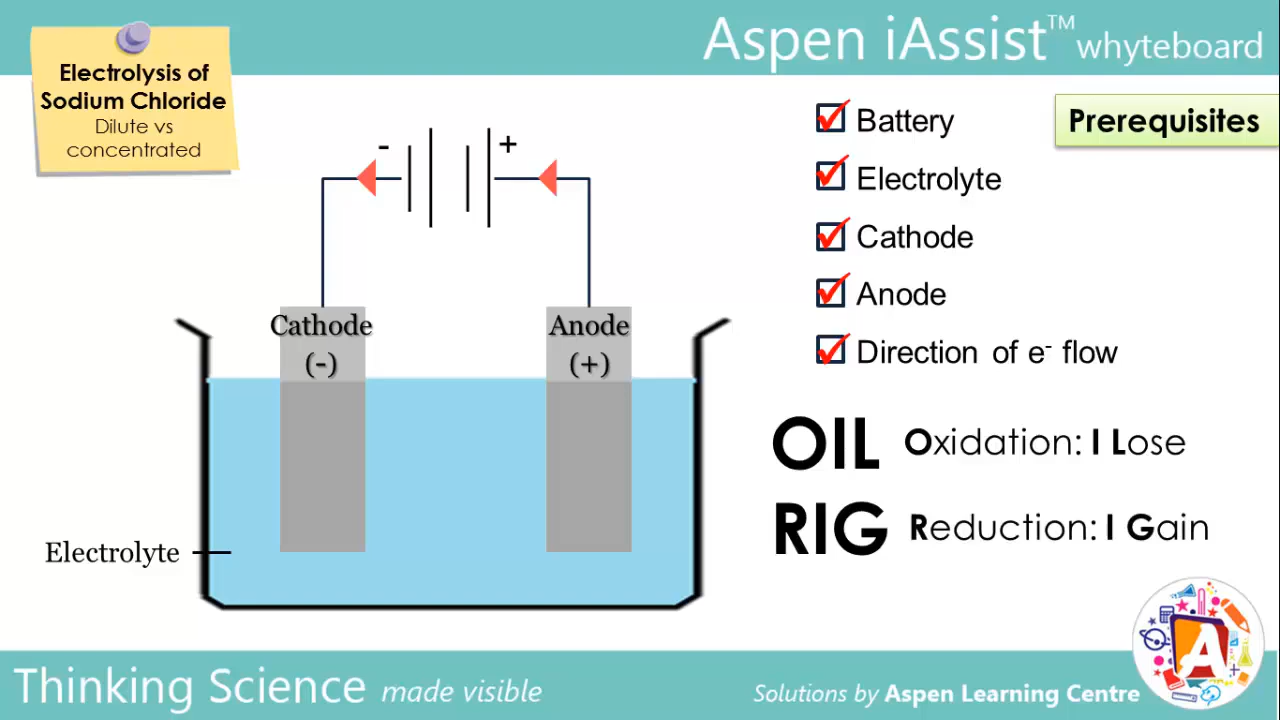 Aspen iAssist™ whyteboard
Electrolysis of
Sodium Chloride
Dilute vs
concentrated
- +
Cathode
(-)
Anode
(+)
Electrolyte
Prerequisites
Battery
Electrolyte
Cathode
Anode
Direction of e⁻ flow
OIL Oxidation: I Lose
RIG Reduction: I Gain
A
Thinking Science made visible
Solutions by Aspen Learning Centre